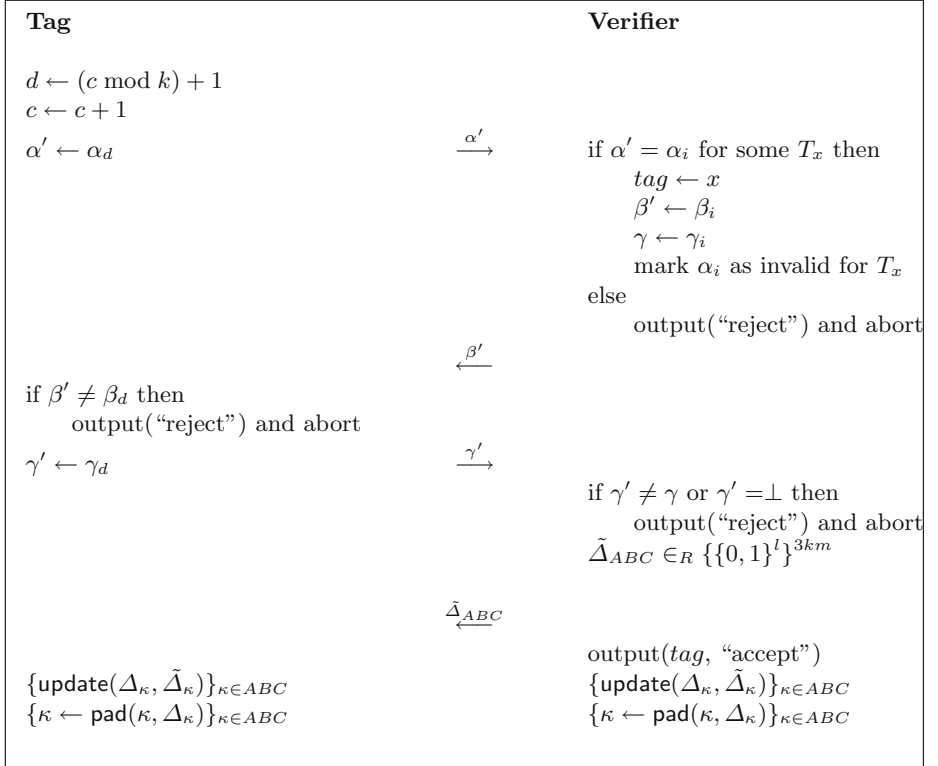 Tag Verifier
d ← (c mod k) + 1
c ← c + 1
α′ ← α_d α′ ⟶ if α′ = α_i for some T_x then
tag ← x
β′ ← β_i
γ ← γ_i
mark α_i as invalid for T_x
else
output(“reject”) and abort
β′ ⟵
if β′ ≠ β_d then
output(“reject”) and abort
γ′ ← γ_d γ′ ⟶
if γ′ ≠ γ or γ′ =⊥ then
output(“reject”) and abort
Δ̃_ABC ∈_R {{0, 1}^l}^3km
Δ̃_ABC ⟵
output(tag, “accept”)
{update(Δ_κ, Δ̃_κ)}_κ∈ABC {update(Δ_κ, Δ̃_κ)}_κ∈ABC
{κ ← pad(κ, Δ_κ)}_κ∈ABC {κ ← pad(κ, Δ_κ)}_κ∈ABC